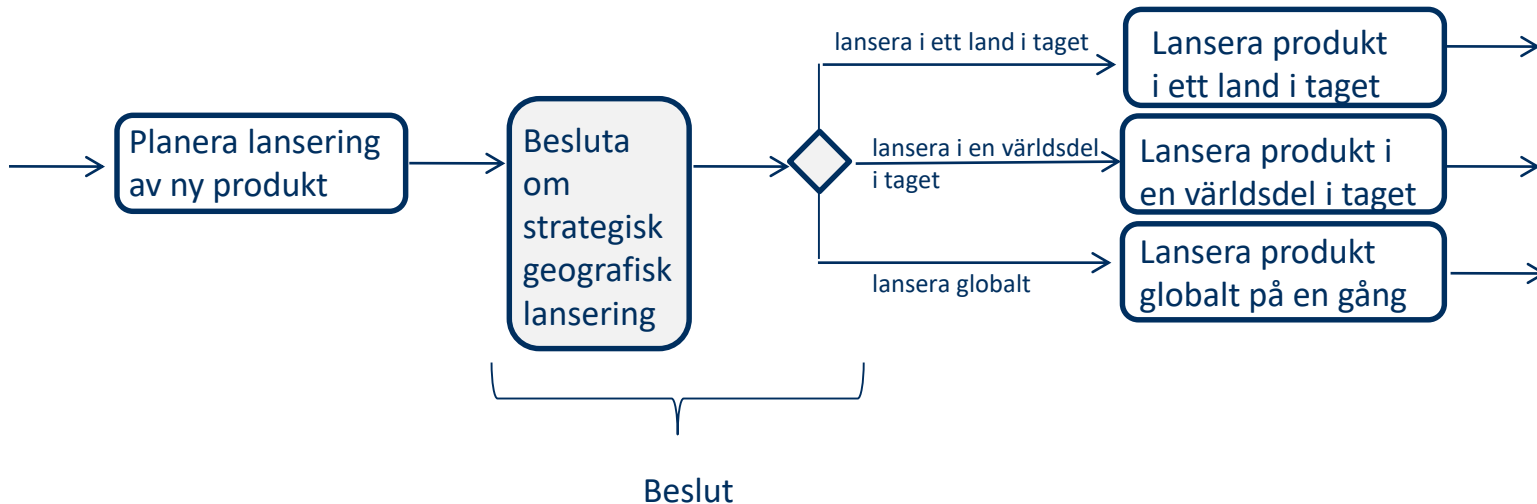 Planera lansering
av ny produkt
Besluta
om
strategisk
geografisk
lansering
lansera i ett land i taget
lansera i en världsdel
i taget
lansera globalt
Lansera produkt
i ett land i taget
Lansera produkt i
en världsdel i taget
Lansera produkt
globalt på en gång
Beslut